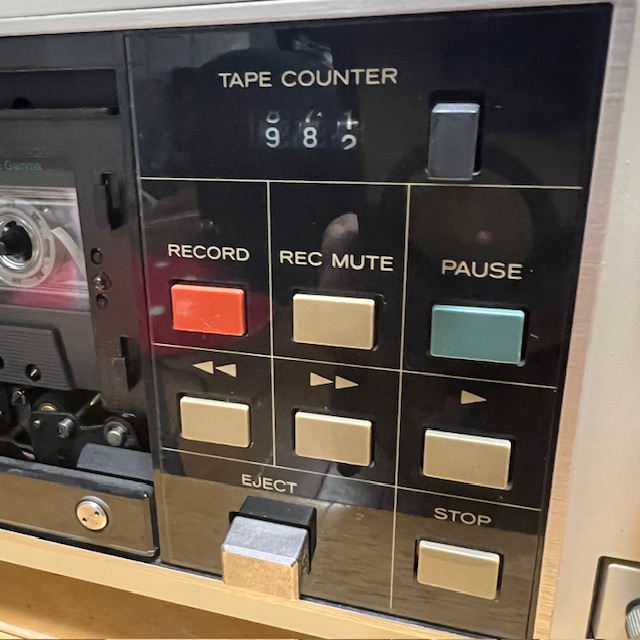 TAPE COUNTER
982
RECORD
REC MUTE
PAUSE
EJECT
STOP